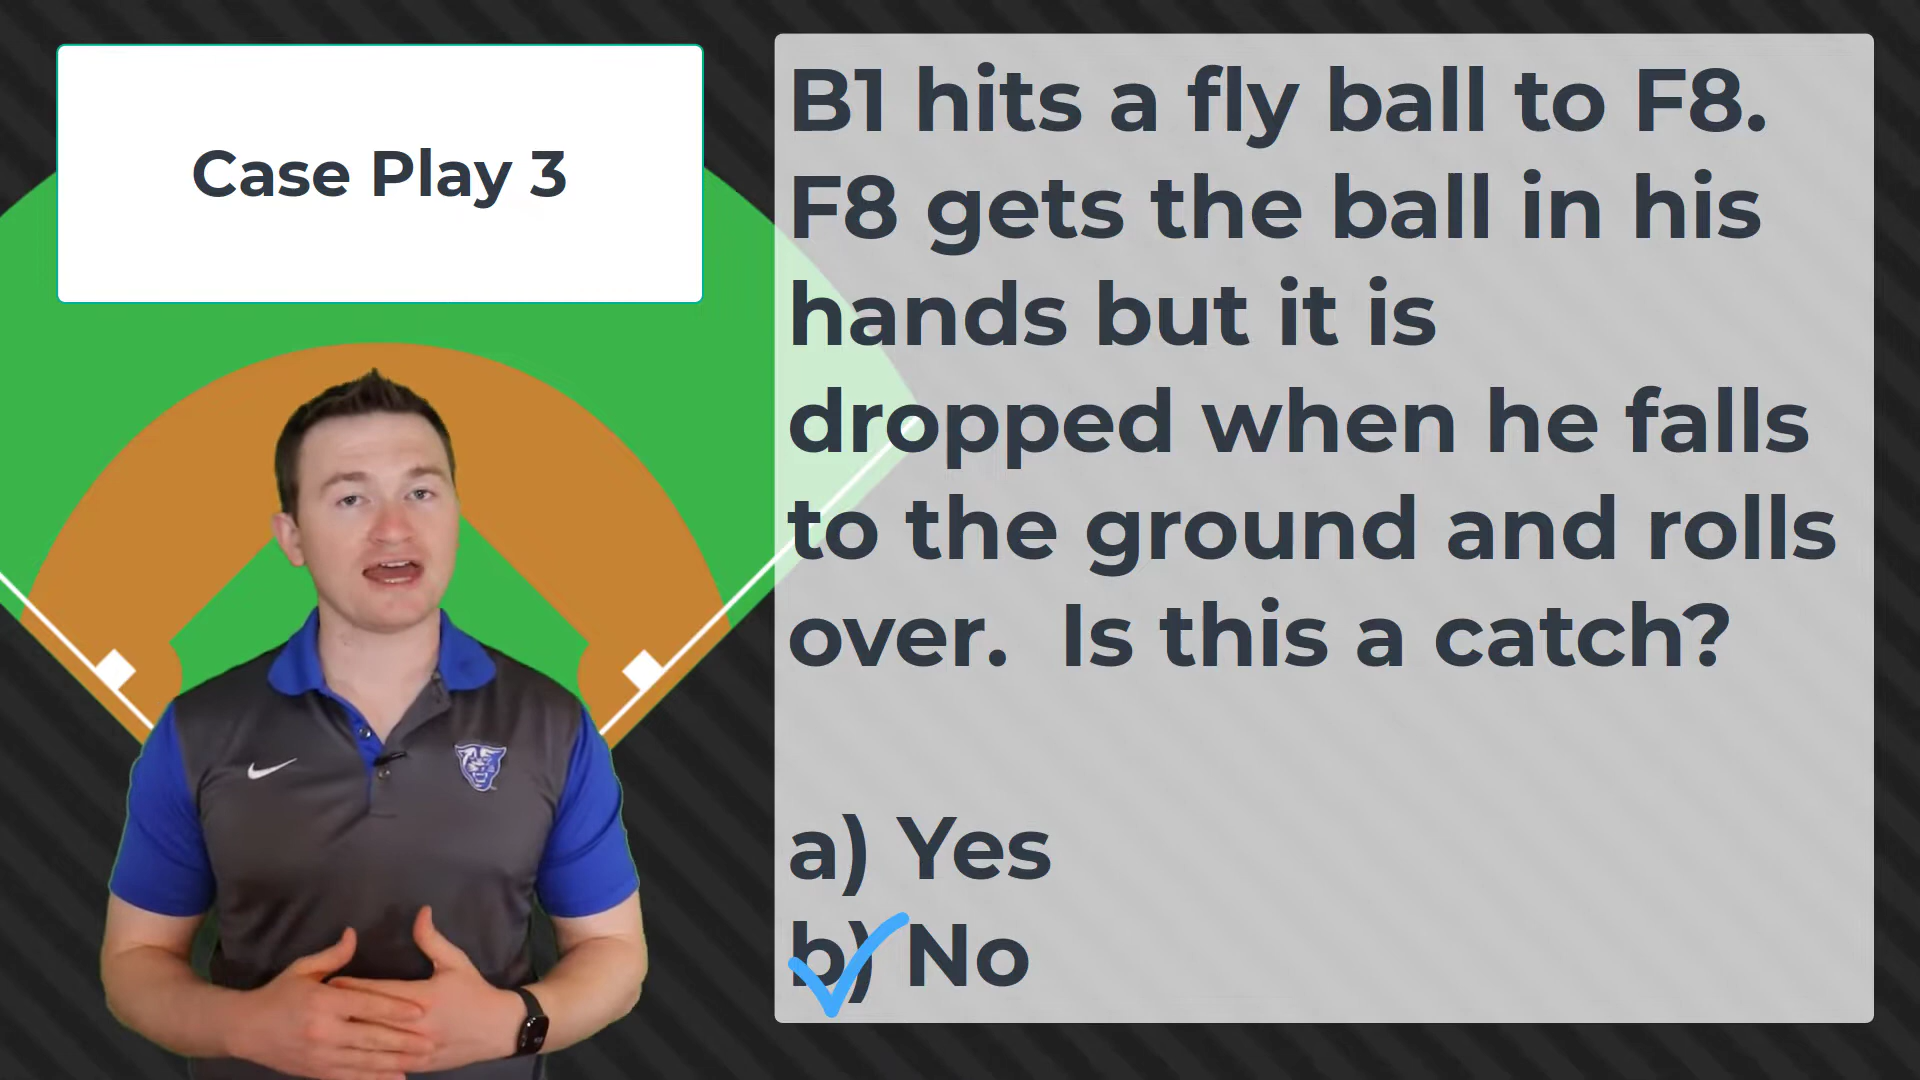 Case Play 3
B1 hits a fly ball to F8.
F8 gets the ball in his
hands but it is
dropped when he falls
to the ground and rolls
over.  Is this a catch?
a) Yes
b) No